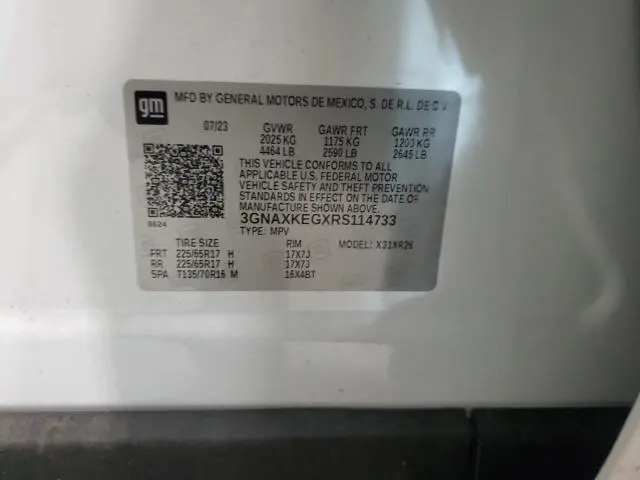 gm
MFD BY GENERAL MOTORS DE MEXICO, S. DE R.L. DE C.V
07/23 GVWR GAWR FRT GAWR RR
2025 KG 1175 KG 1200 KG
4464 LB 2590 LB 2645 LB
THIS VEHICLE CONFORMS TO ALL
APPLICABLE U.S. FEDERAL MOTOR
VEHICLE SAFETY AND THEFT PREVENTION
STANDARDS IN EFFECT ON THE DATE OF
MANUFACTURE SHOWN ABOVE.
3GNAXKEGXRS114733
8624 TYPE: MPV
TIRE SIZE RIM MODEL: X31XR26
FRT 225/65R17 H 17X7J
RR 225/65R17 H 17X7J
SPA T135/70R16 M 16X4BT